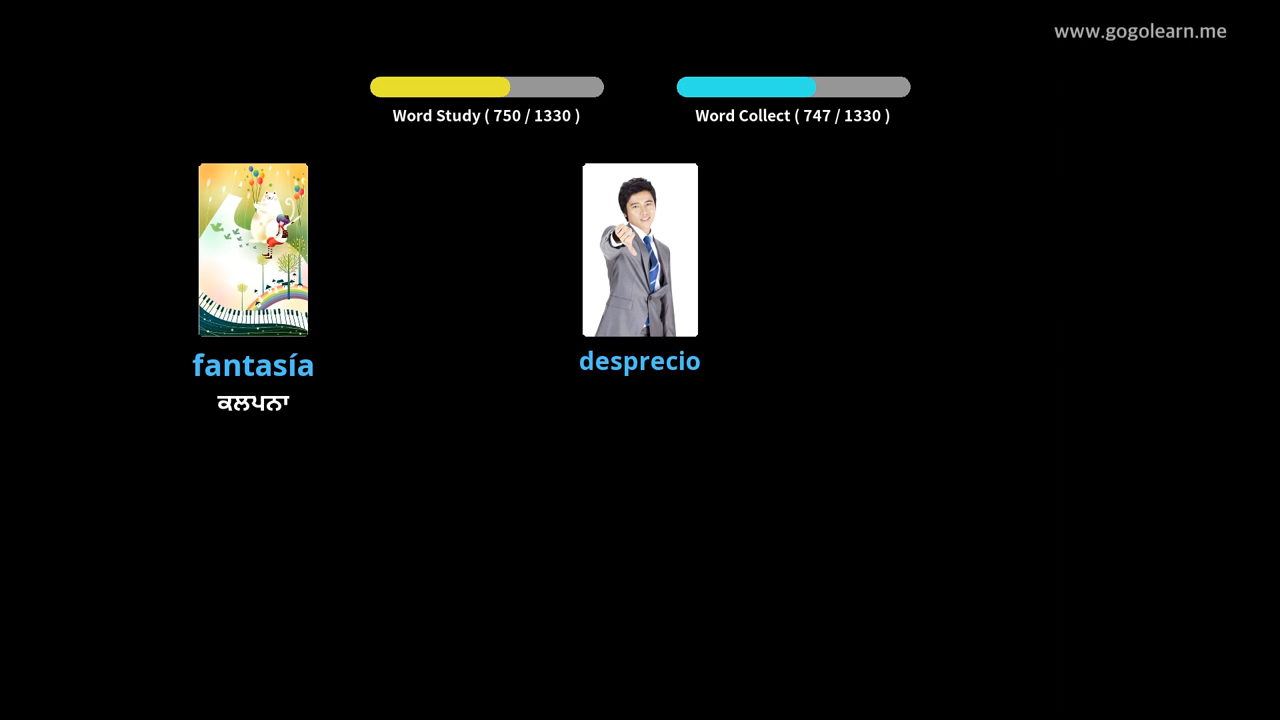 www.gogolearn.me
Word Study ( 750 / 1330 )
Word Collect ( 747 / 1330 )
fantasía
ਕਲਪਨਾ
desprecio